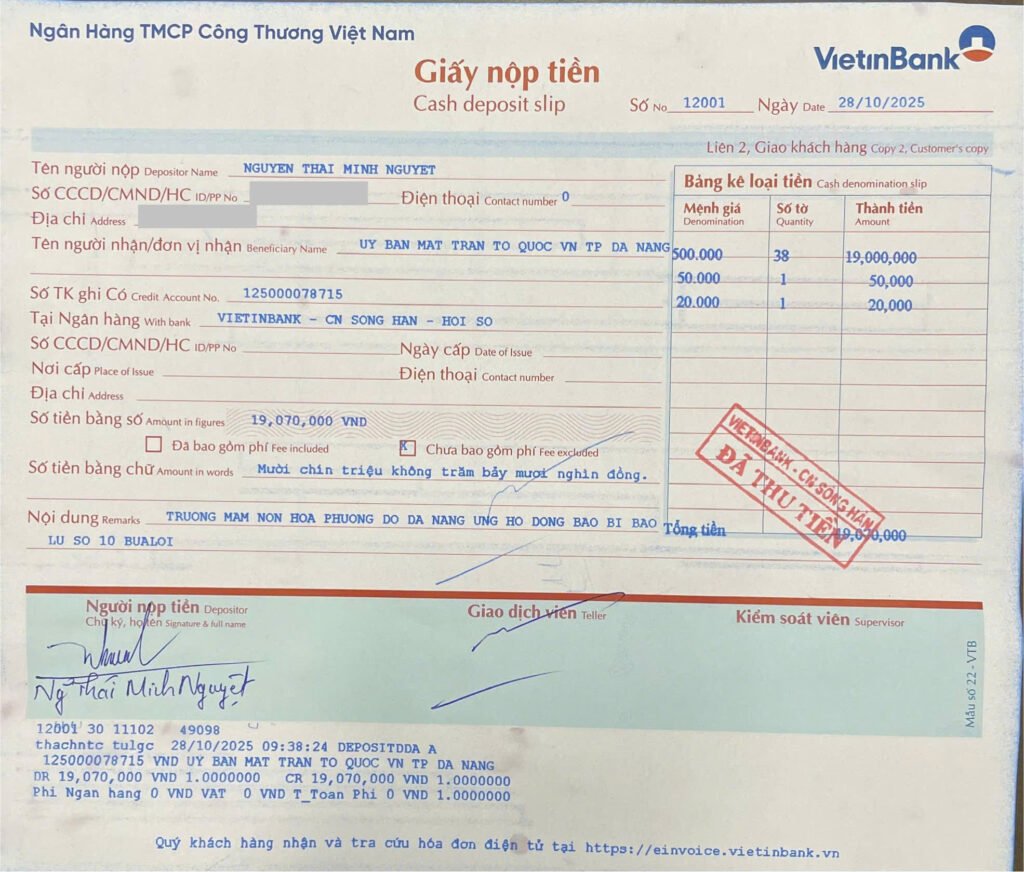 Ngân Hàng TMCP Công Thương Việt Nam
VietinBank
Giấy nộp tiền
Cash deposit slip
Số No 12001 Ngày Date 28/10/2025
Liên 2, Giao khách hàng Copy 2, Customer's copy
Tên người nộp Depositor Name NGUYEN THAI MINH NGUYET
Số CCCD/CMND/HC ID/PP No Điện thoại Contact number 0
Địa chỉ Address
Tên người nhận/đơn vị nhận Beneficiary Name UY BAN MAT TRAN TO QUOC VN TP DA NANG
Số TK ghi Có Credit Account No. 125000078715
Tại Ngân hàng With bank VIETINBANK - CN SONG HAN - HOI SO
Số CCCD/CMND/HC ID/PP No Ngày cấp Date of Issue
Nơi cấp Place of Issue Điện thoại Contact number
Địa chỉ Address
Số tiền bằng số Amount in figures 19,070,000 VND
Đã bao gồm phí Fee included X Chưa bao gồm phí Fee excluded
Số tiền bằng chữ Amount in words Mười chín triệu không trăm bảy mươi nghìn đồng.
Nội dung Remarks TRUONG MAM NON HOA PHUONG DO DA NANG UNG HO DONG BAO BI BAO
LU SO 10 BUALOI
Bảng kê loại tiền Cash denomination slip
Mệnh giá Số tờ Thành tiền
Denomination Quantity Amount
500.000 38 19,000,000
50.000 1 50,000
20.000 1 20,000
VIETINBANK - CN SÔNG HÀN
ĐÃ THU TIỀN
Tổng tiền 19,070,000
Người nộp tiền Depositor
Chữ ký, họ tên Signature & full name
Giao dịch viên Teller
Kiểm soát viên Supervisor
Ng Thái Minh Nguyệt
Mẫu số 22 - VTB
12001 30 11102 49098
thachntc tulgc 28/10/2025 09:38:24 DEPOSITDDA A
125000078715 VND UY BAN MAT TRAN TO QUOC VN TP DA NANG
DR 19,070,000 VND 1.0000000 CR 19,070,000 VND 1.0000000
Phi Ngan hang 0 VND VAT 0 VND T_Toan Phi 0 VND 1.0000000
Quý khách hàng nhận và tra cứu hóa đơn điện tử tại https://einvoice.vietinbank.vn